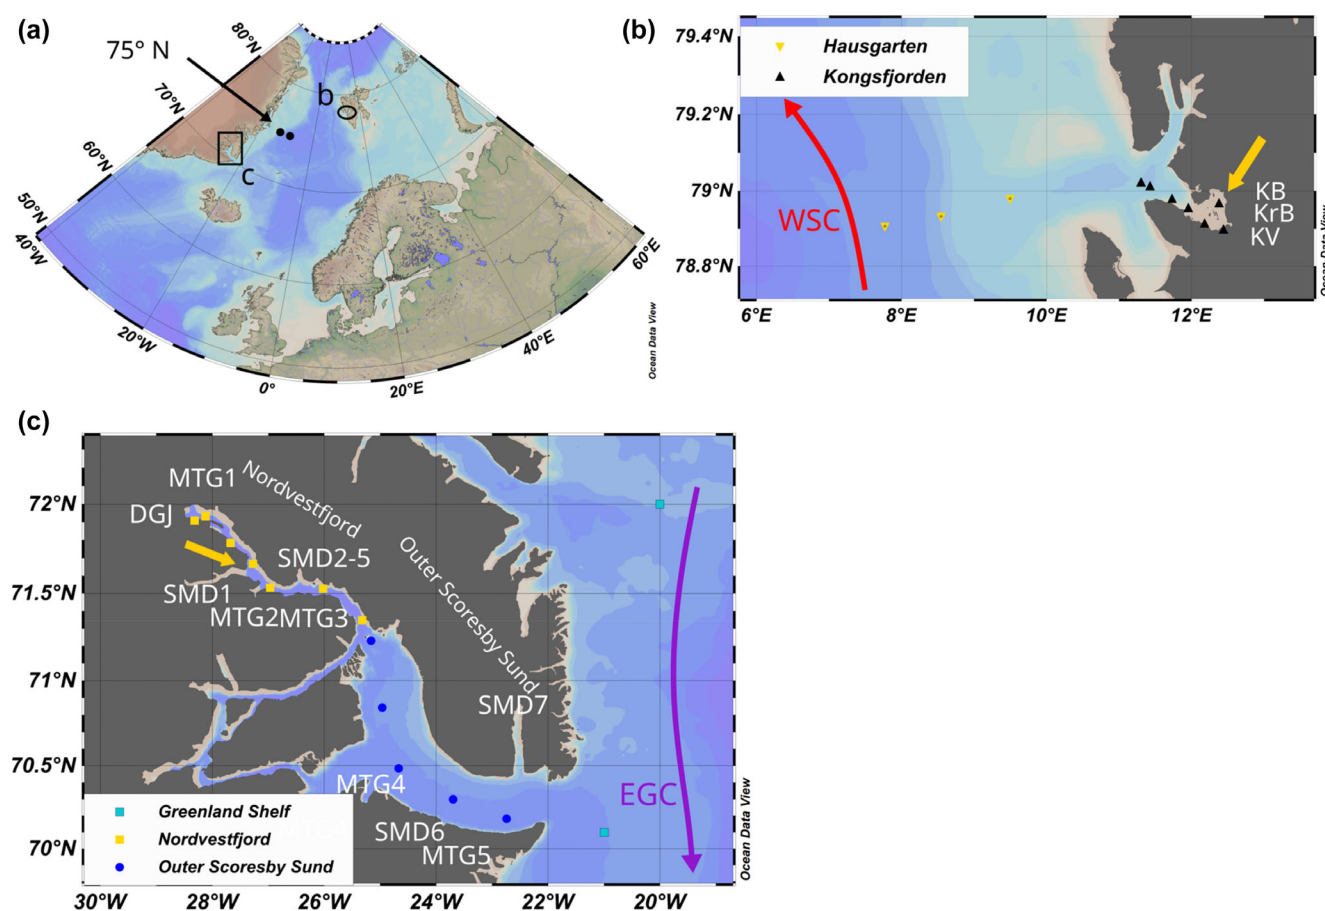 (a)
75° N
80°N
70°N
60°N
50°N
40°W
20°W
0°
20°E
40°E
60°E
b
c
Ocean Data View
(b)
79.4°N
79.2°N
79°N
78.8°N
Hausgarten
Kongsfjorden
WSC
KB
KrB
KV
6°E
8°E
10°E
12°E
Ocean Data View
(c)
72°N
71.5°N
71°N
70.5°N
70°N
MTG1
Nordvestfjord
DGJ
SMD2-5
Outer Scoresby Sund
SMD1
MTG2MTG3
SMD7
MTG4
EGC
SMD6
MTG5
Greenland Shelf
Nordvestfjord
Outer Scoresby Sund
30°W
28°W
26°W
24°W
22°W
20°W
Ocean Data View